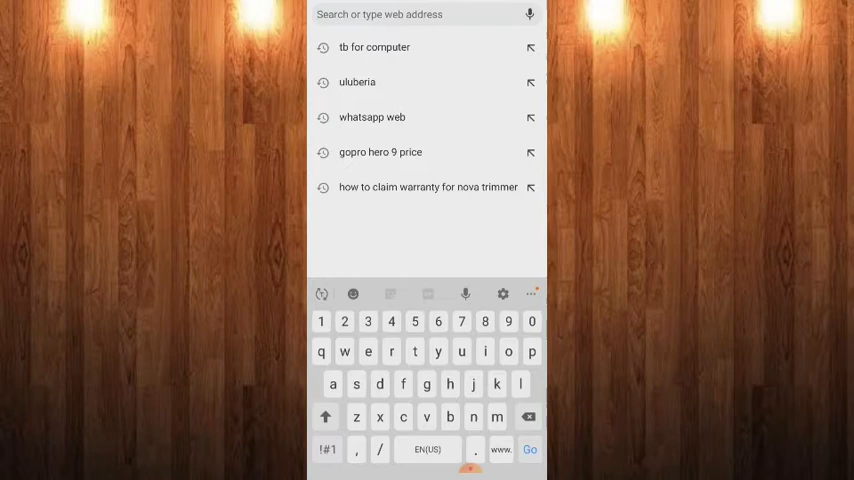 Search or type web address
tb for computer
uluberia
whatsapp web
gopro hero 9 price
how to claim warranty for nova trimmer
1 2 3 4 5 6 7 8 9 0
q w e r t y u i o p
a s d f g h j k l
z x c v b n m
!#1 , / EN(US) . www. Go